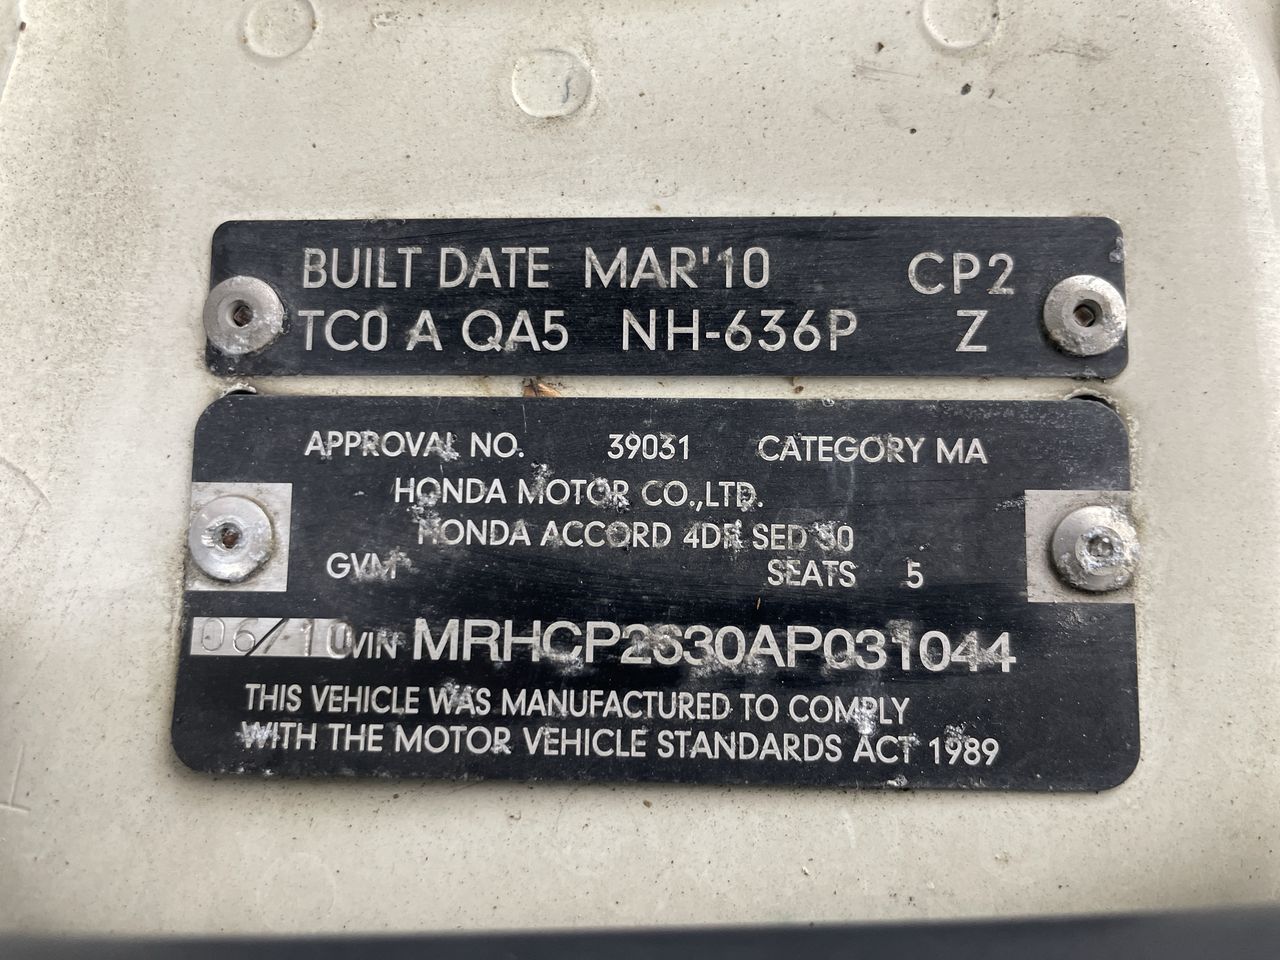 BUILT DATE MAR'10 CP2
TC0 A QA5 NH-636P Z
APPROVAL NO. 39031 CATEGORY MA
HONDA MOTOR CO.,LTD.
HONDA ACCORD 4DR SED
GVM SEATS 5
06/10 VIN MRHCP2630AP031044
THIS VEHICLE WAS MANUFACTURED TO COMPLY
WITH THE MOTOR VEHICLE STANDARDS ACT 1989